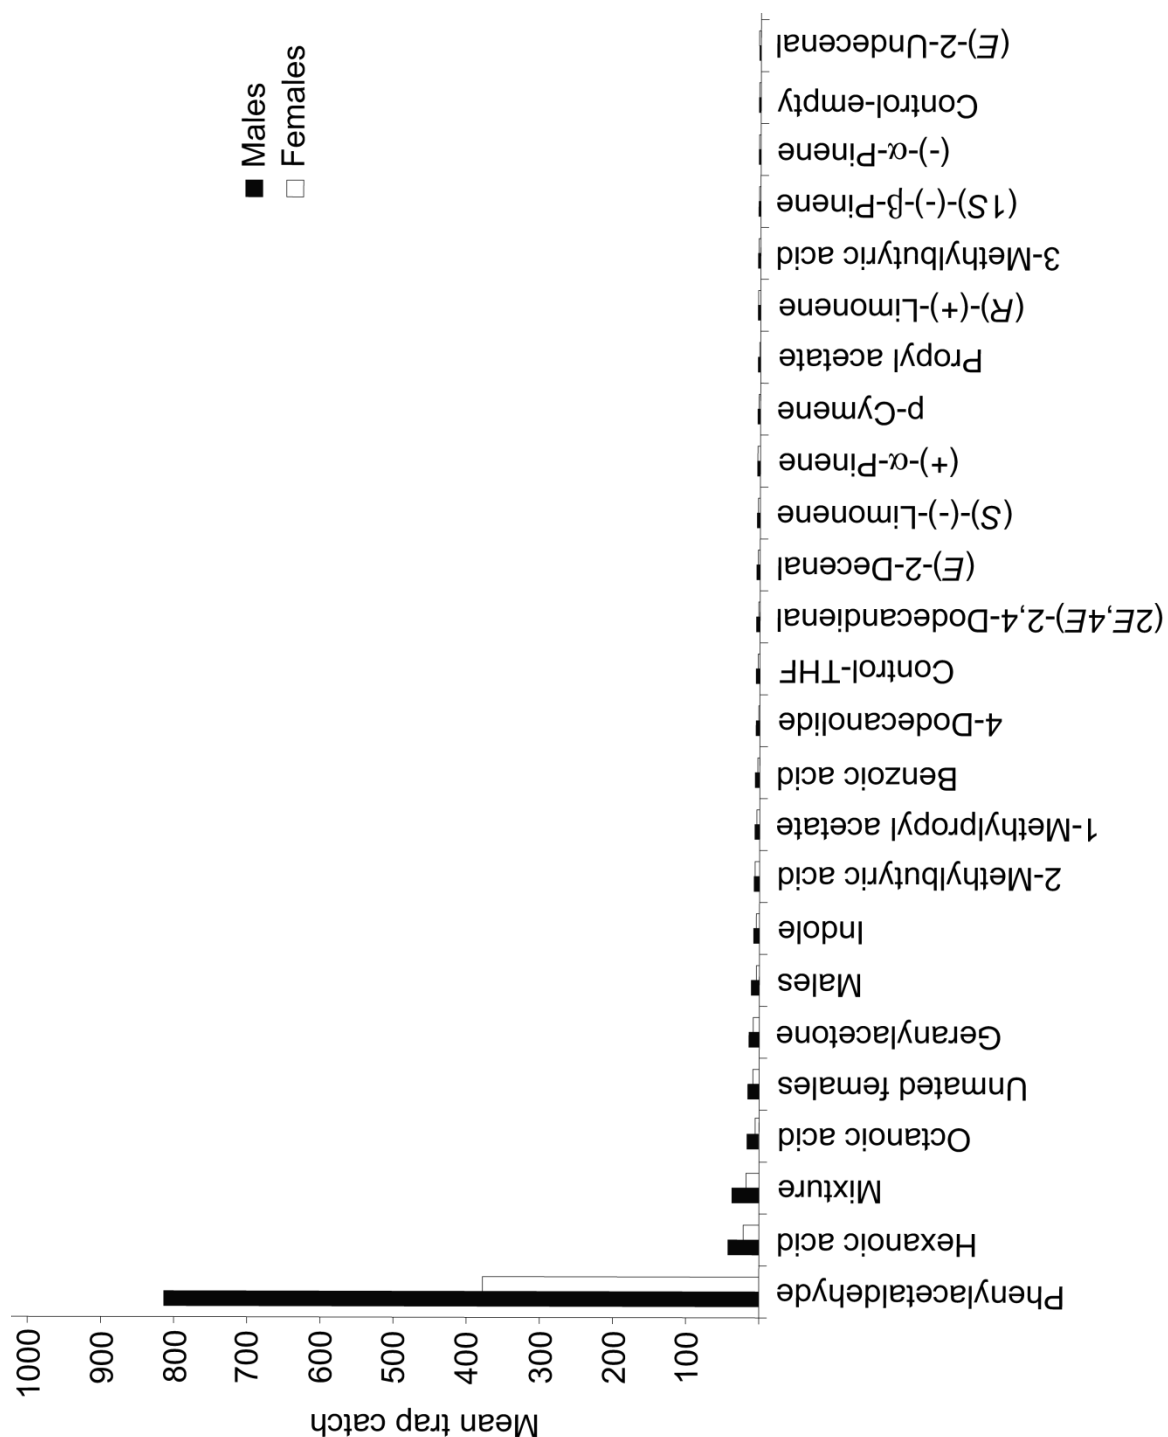 Males
Females
1000
900
800
700
600
500
400
300
200
100
Mean trap catch
(E)-2-Undecenal
Control-empty
(-)-α-Pinene
(1S)-(-)-β-Pinene
3-Methylbutyric acid
(R)-(+)-Limonene
Propyl acetate
p-Cymene
(+)-α-Pinene
(S)-(-)-Limonene
(E)-2-Decenal
(2E,4E)-2,4-Dodecandienal
Control-THF
4-Dodecanolide
Benzoic acid
1-Methylpropyl acetate
2-Methylbutyric acid
Indole
Males
Geranylacetone
Unmated females
Octanoic acid
Mixture
Hexanoic acid
Phenylacetaldehyde